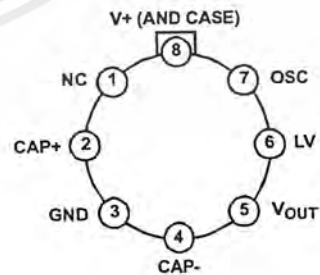 V+ (AND CASE)
8
NC 1
7 OSC
CAP+ 2
6 LV
GND 3
5 VOUT
4
CAP-